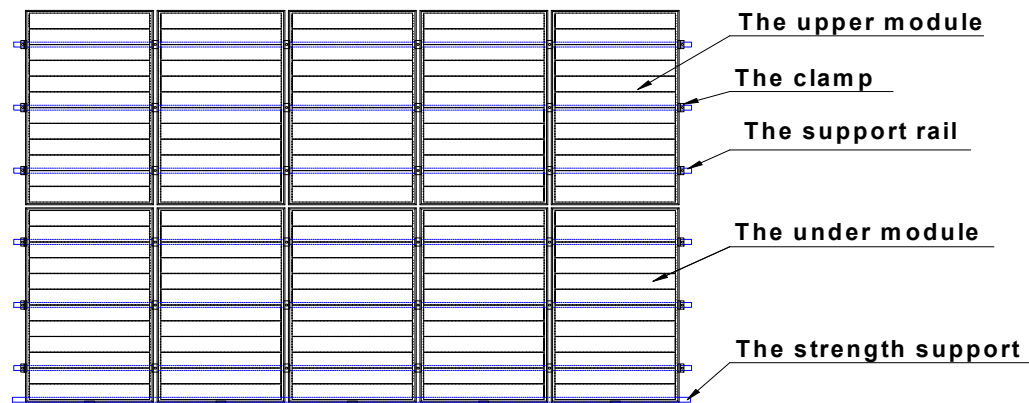 The upper module
The clamp
The support rail
The under module
The strength support